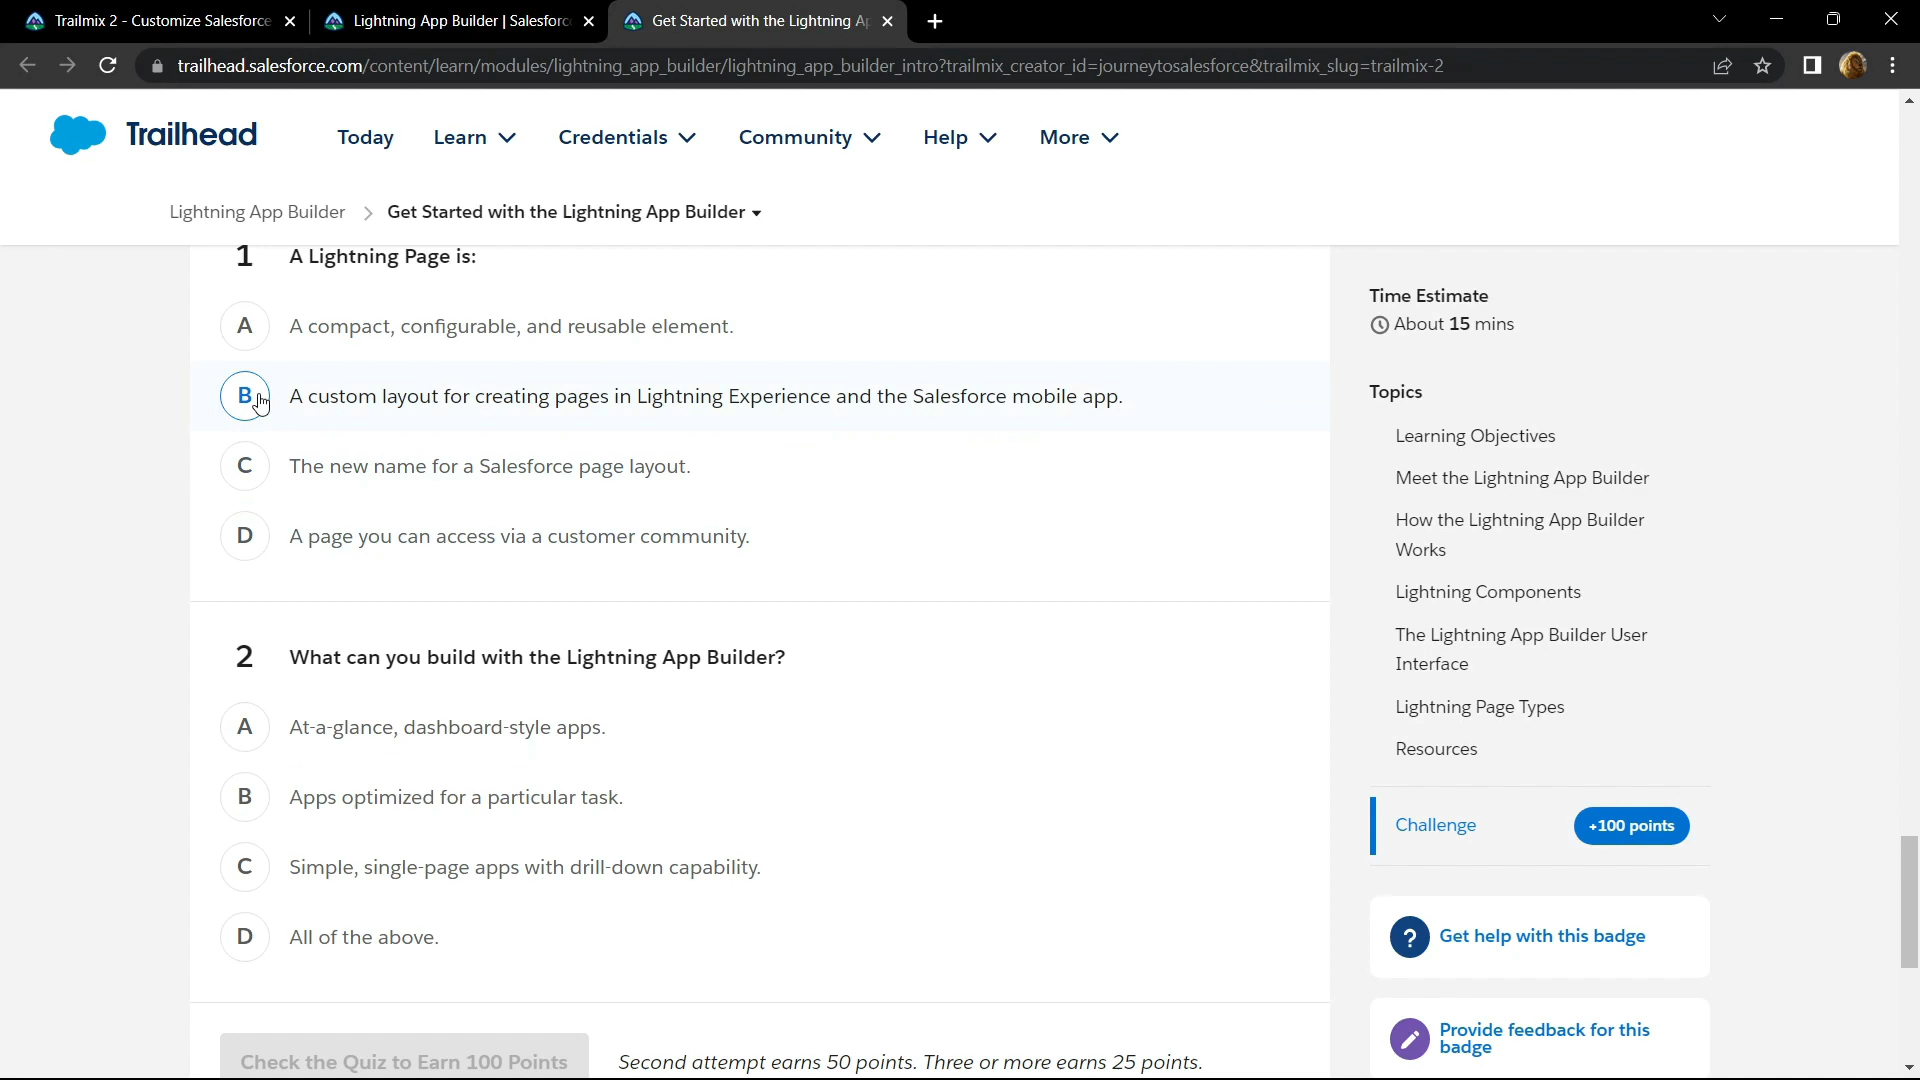 Trailmix 2 - Customize Salesforce
Lightning App Builder | Salesforc
Get Started with the Lightning Ap
trailhead.salesforce.com/content/learn/modules/lightning_app_builder/lightning_app_builder_intro?trailmix_creator_id=journeytosalesforce&trailmix_slug=trailmix-2
Trailhead
Today Learn Credentials Community Help More
Lightning App Builder > Get Started with the Lightning App Builder
1 A Lightning Page is:
A A compact, configurable, and reusable element.
B A custom layout for creating pages in Lightning Experience and the Salesforce mobile app.
C The new name for a Salesforce page layout.
D A page you can access via a customer community.
2 What can you build with the Lightning App Builder?
A At-a-glance, dashboard-style apps.
B Apps optimized for a particular task.
C Simple, single-page apps with drill-down capability.
D All of the above.
Check the Quiz to Earn 100 Points
Second attempt earns 50 points. Three or more earns 25 points.
Time Estimate
About 15 mins
Topics
Learning Objectives
Meet the Lightning App Builder
How the Lightning App Builder
Works
Lightning Components
The Lightning App Builder User
Interface
Lightning Page Types
Resources
Challenge
+100 points
? Get help with this badge
Provide feedback for this
badge